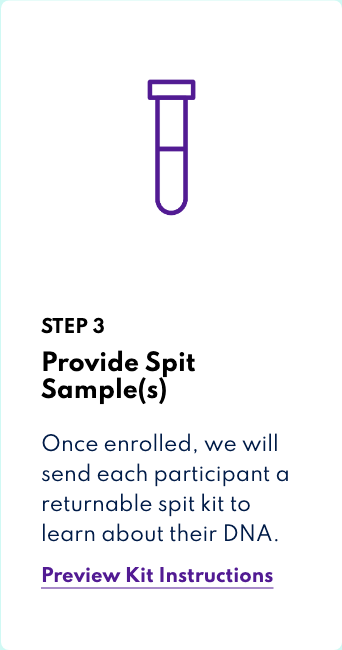 STEP 3
Provide Spit
Sample(s)
Once enrolled, we will
send each participant a
returnable spit kit to
learn about their DNA.
Preview Kit Instructions